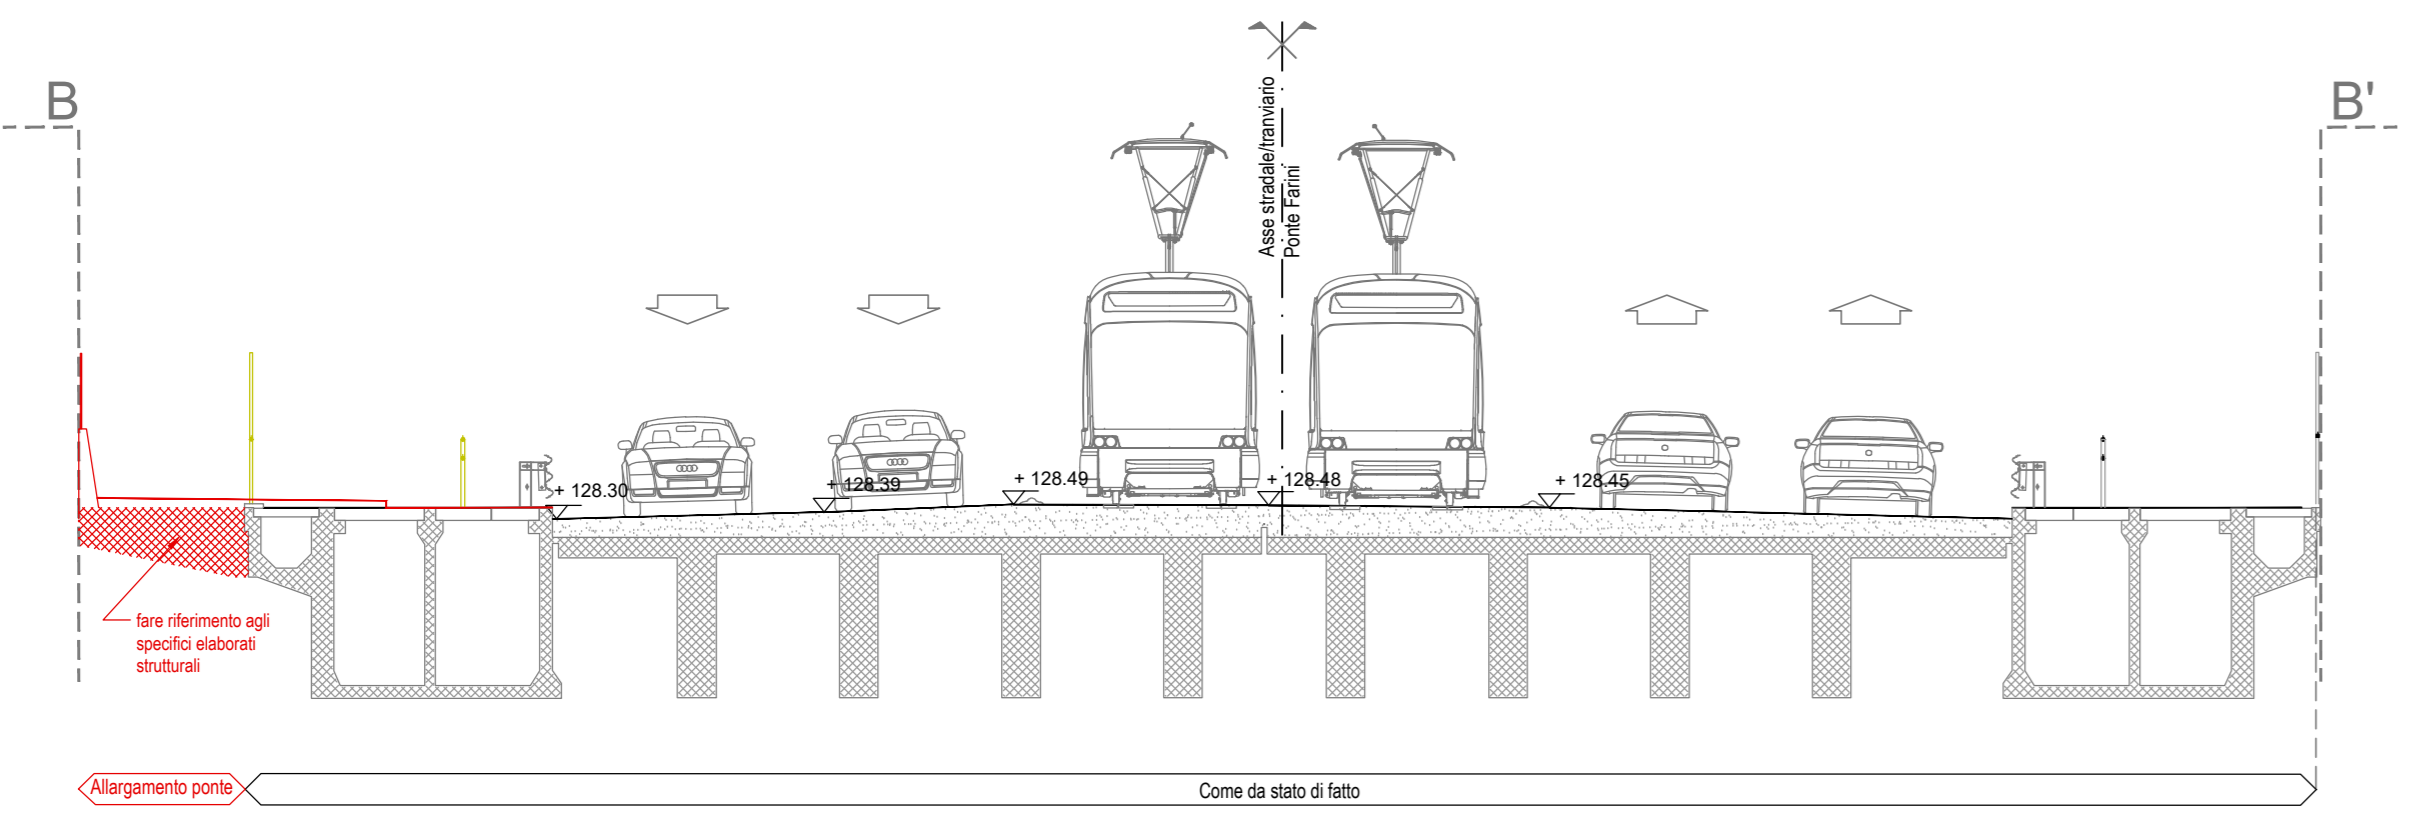 B
B'
Asse stradale/tranviario
Ponte Farini
+ 128.30
+ 128.39
+ 128.49
+ 128.48
+ 128.45
fare riferimento agli
specifici elaborati
strutturali
Allargamento ponte
Come da stato di fatto